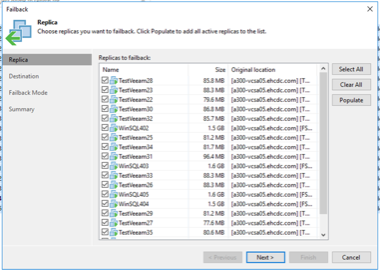 Failback
Replica
Choose replicas you want to failback. Click Populate to add all active replicas to the list.
Replica
Destination
Failback Mode
Summary
Replicas to failback:
Name Size Original location
TestVeeam28 85.8 MB [a300-vcsa05.ehcdc.com] [T...
TestVeeam23 88.3 MB [a300-vcsa05.ehcdc.com] [T...
TestVeeam22 79.6 MB [a300-vcsa05.ehcdc.com] [T...
TestVeeam30 86.8 MB [a300-vcsa05.ehcdc.com] [T...
TestVeeam32 85.7 MB [a300-vcsa05.ehcdc.com] [T...
WinSQL402 1.5 GB [a300-vcsa05.ehcdc.com] [FS...
TestVeeam25 81.2 MB [a300-vcsa05.ehcdc.com] [T...
TestVeeam34 81.7 MB [a300-vcsa05.ehcdc.com] [T...
TestVeeam31 96.4 MB [a300-vcsa05.ehcdc.com] [T...
WinSQL403 1.6 GB [a300-vcsa05.ehcdc.com] [FS...
TestVeeam33 88.3 MB [a300-vcsa05.ehcdc.com] [T...
TestVeeam26 88.3 MB [a300-vcsa05.ehcdc.com] [T...
WinSQL405 1.6 GB [a300-vcsa05.ehcdc.com] [FS...
WinSQL404 1.5 GB [a300-vcsa05.ehcdc.com] [FS...
TestVeeam29 81.2 MB [a300-vcsa05.ehcdc.com] [T...
TestVeeam27 77.6 MB [a300-vcsa05.ehcdc.com] [T...
TestVeeam35 80.6 MB [a300-vcsa05.ehcdc.com] [T...
Select All
Clear All
Populate
< Previous Next > Finish Cancel